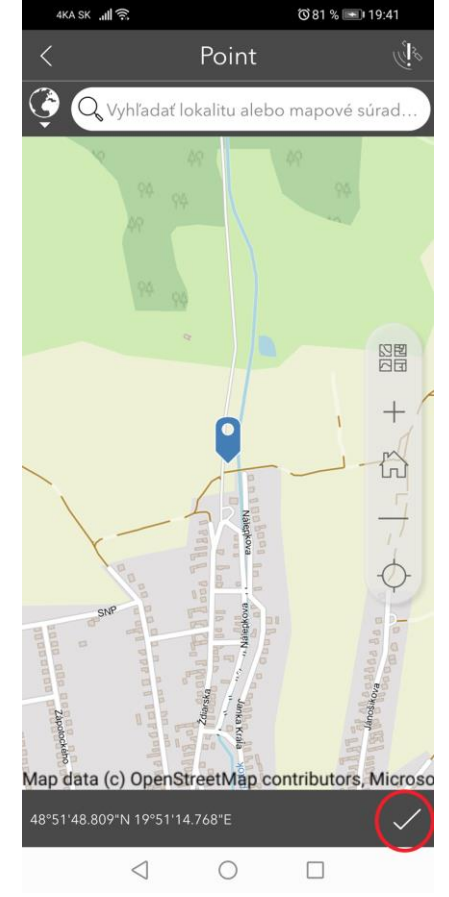 4KA SK 81 % 19:41
Point
Vyhľadať lokalitu alebo mapové súrad...
Nálepkova
SNP
Nálepkova
Ždiarska
Janka Kráľa
Jánošíkova
Zápotockého
Map data (c) OpenStreetMap contributors, Microso
48°51'48.809"N 19°51'14.768"E